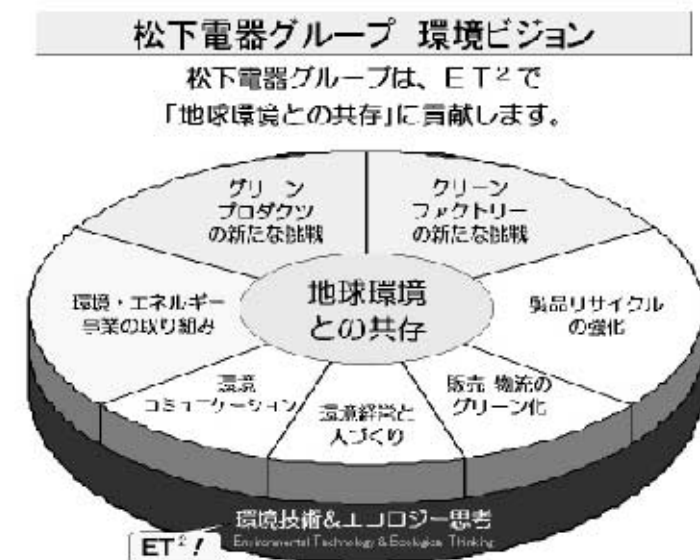 松下電器グループ 環境ビジョン
松下電器グループは、ＥＴ²で
「地球環境との共存」に貢献します。
グリーン
プロダクツ
の新たな挑戦
クリーン
ファクトリー
の新たな挑戦
環境・エネルギー
事業の取り組み
地球環境
との共存
製品リサイクル
の強化
環境
コミュニケーション
環境経営と
人づくり
販売 物流の
グリーン化
環境技術&エコロジー思考
Environmental Technology & Ecological Thinking
ET²!